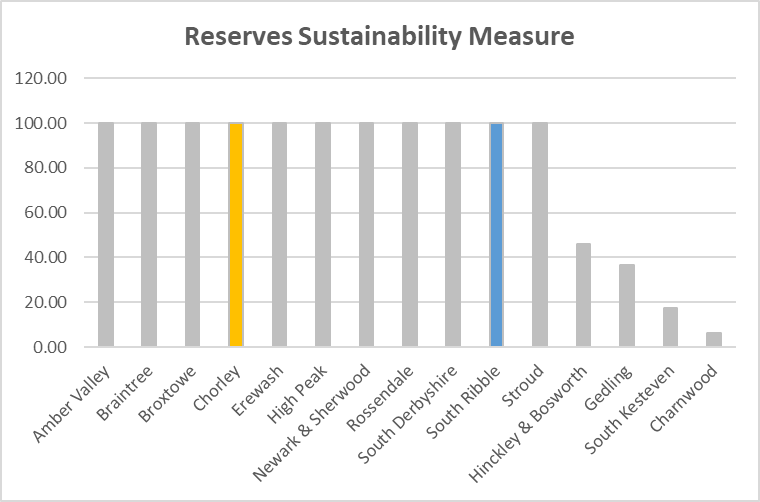 Reserves Sustainability Measure
120.00
100.00
80.00
60.00
40.00
20.00
0.00
Amber Valley
Braintree
Broxtowe
Chorley
Erewash
High Peak
Newark & Sherwood
Rossendale
South Derbyshire
South Ribble
Stroud
Hinckley & Bosworth
Gedling
South Kesteven
Charnwood